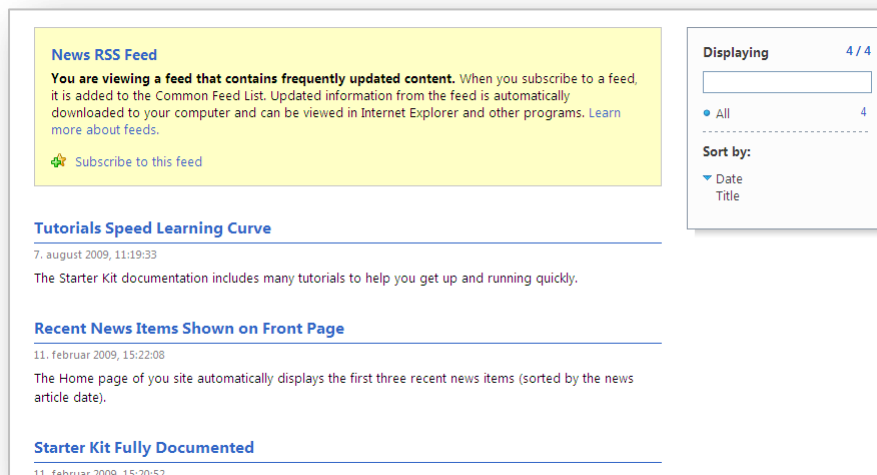 News RSS Feed
You are viewing a feed that contains frequently updated content. When you subscribe to a feed,
it is added to the Common Feed List. Updated information from the feed is automatically
downloaded to your computer and can be viewed in Internet Explorer and other programs. Learn
more about feeds.
Subscribe to this feed
Displaying 4 / 4
All 4
Sort by:
Date
Title
Tutorials Speed Learning Curve
7. august 2009, 11:19:33
The Starter Kit documentation includes many tutorials to help you get up and running quickly.
Recent News Items Shown on Front Page
11. februar 2009, 15:22:08
The Home page of you site automatically displays the first three recent news items (sorted by the news
article date).
Starter Kit Fully Documented
11. februar 2009, 15:20:52